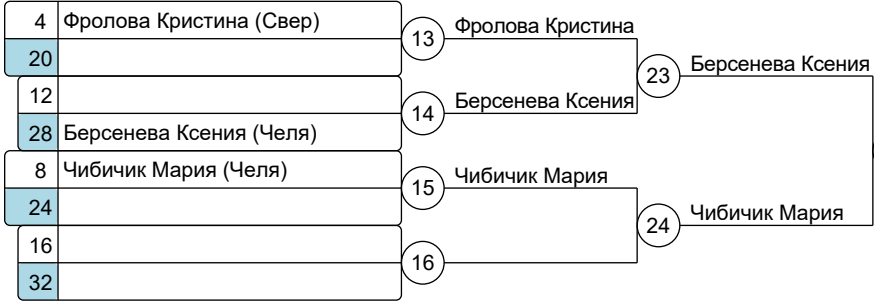 4 Фролова Кристина (Свер)
20
13 Фролова Кристина
12
28 Берсенева Ксения (Челя)
14 Берсенева Ксения
23 Берсенева Ксения
8 Чибичик Мария (Челя)
24
15 Чибичик Мария
16
32
16
24 Чибичик Мария